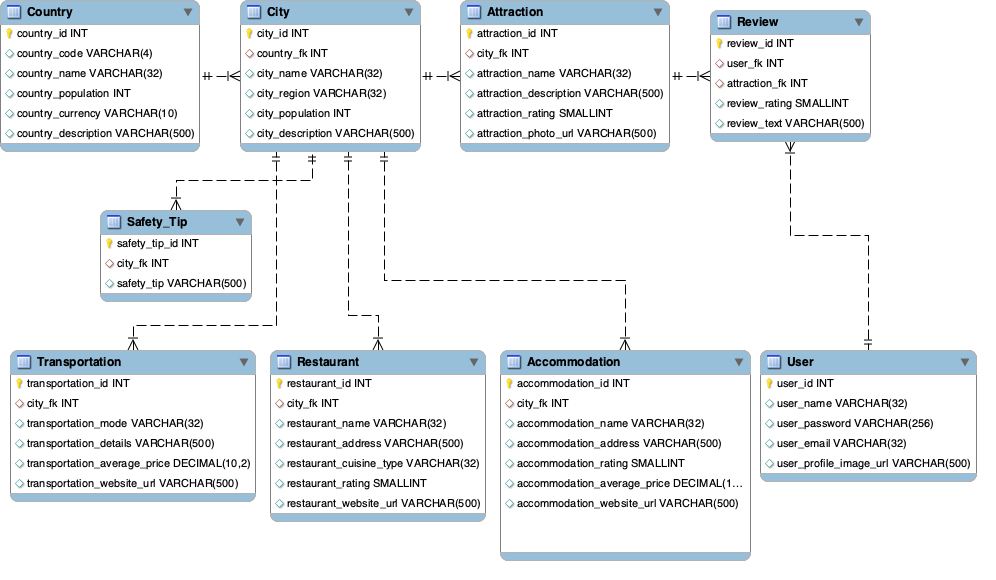 Country
country_id INT
country_code VARCHAR(4)
country_name VARCHAR(32)
country_population INT
country_currency VARCHAR(10)
country_description VARCHAR(500)
City
city_id INT
country_fk INT
city_name VARCHAR(32)
city_region VARCHAR(32)
city_population INT
city_description VARCHAR(500)
Attraction
attraction_id INT
city_fk INT
attraction_name VARCHAR(32)
attraction_description VARCHAR(500)
attraction_rating SMALLINT
attraction_photo_url VARCHAR(500)
Review
review_id INT
user_fk INT
attraction_fk INT
review_rating SMALLINT
review_text VARCHAR(500)
Safety_Tip
safety_tip_id INT
city_fk INT
safety_tip VARCHAR(500)
Transportation
transportation_id INT
city_fk INT
transportation_mode VARCHAR(32)
transportation_details VARCHAR(500)
transportation_average_price DECIMAL(10,2)
transportation_website_url VARCHAR(500)
Restaurant
restaurant_id INT
city_fk INT
restaurant_name VARCHAR(32)
restaurant_address VARCHAR(500)
restaurant_cuisine_type VARCHAR(32)
restaurant_rating SMALLINT
restaurant_website_url VARCHAR(500)
Accommodation
accommodation_id INT
city_fk INT
accommodation_name VARCHAR(32)
accommodation_address VARCHAR(500)
accommodation_rating SMALLINT
accommodation_average_price DECIMAL(1...
accommodation_website_url VARCHAR(500)
User
user_id INT
user_name VARCHAR(32)
user_password VARCHAR(256)
user_email VARCHAR(32)
user_profile_image_url VARCHAR(500)